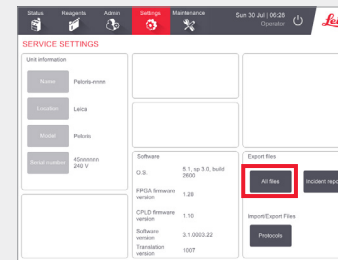 Status Reagents Admin Settings Maintenance Sun 30 Jul | 06:28
Operator
SERVICE SETTINGS
Unit information
Name Peloris-nnnn
Location Leica
Model Peloris
Serial number 45nnnnnn
240 V
Software
O.S. 5.1, sp 3.0, build
2600
FPGA firmware
version 1.28
CPLD firmware
version 1.10
Software
version 3.1.0003.22
Translation
version 100T
Export files
All files Incident repo
Import/Export Files
Protocols